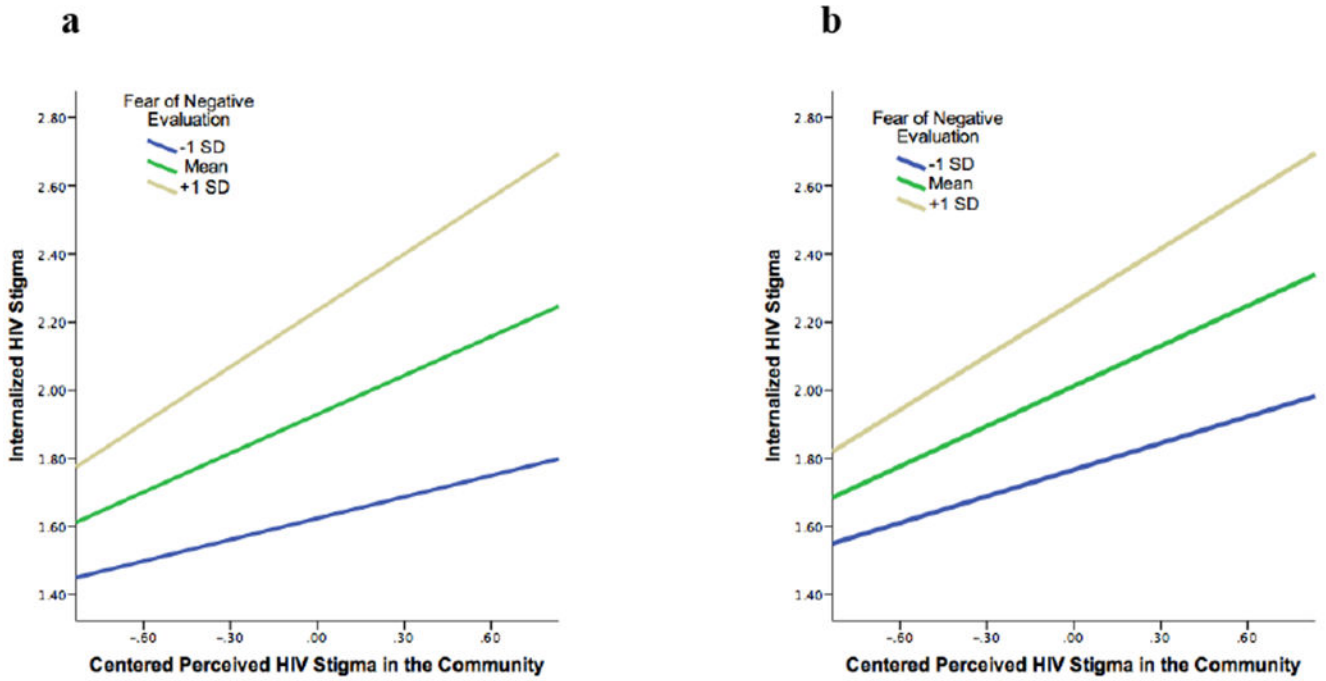 a
Fear of Negative
Evaluation
-1 SD
Mean
+1 SD
2.80
2.60
2.40
2.20
2.00
1.80
1.60
1.40
Internalized HIV Stigma
-.60
-.30
.00
.30
.60
Centered Perceived HIV Stigma in the Community
b
Fear of Negative
Evaluation
-1 SD
Mean
+1 SD
2.80
2.60
2.40
2.20
2.00
1.80
1.60
1.40
Internalized HIV Stigma
-.60
-.30
.00
.30
.60
Centered Perceived HIV Stigma in the Community